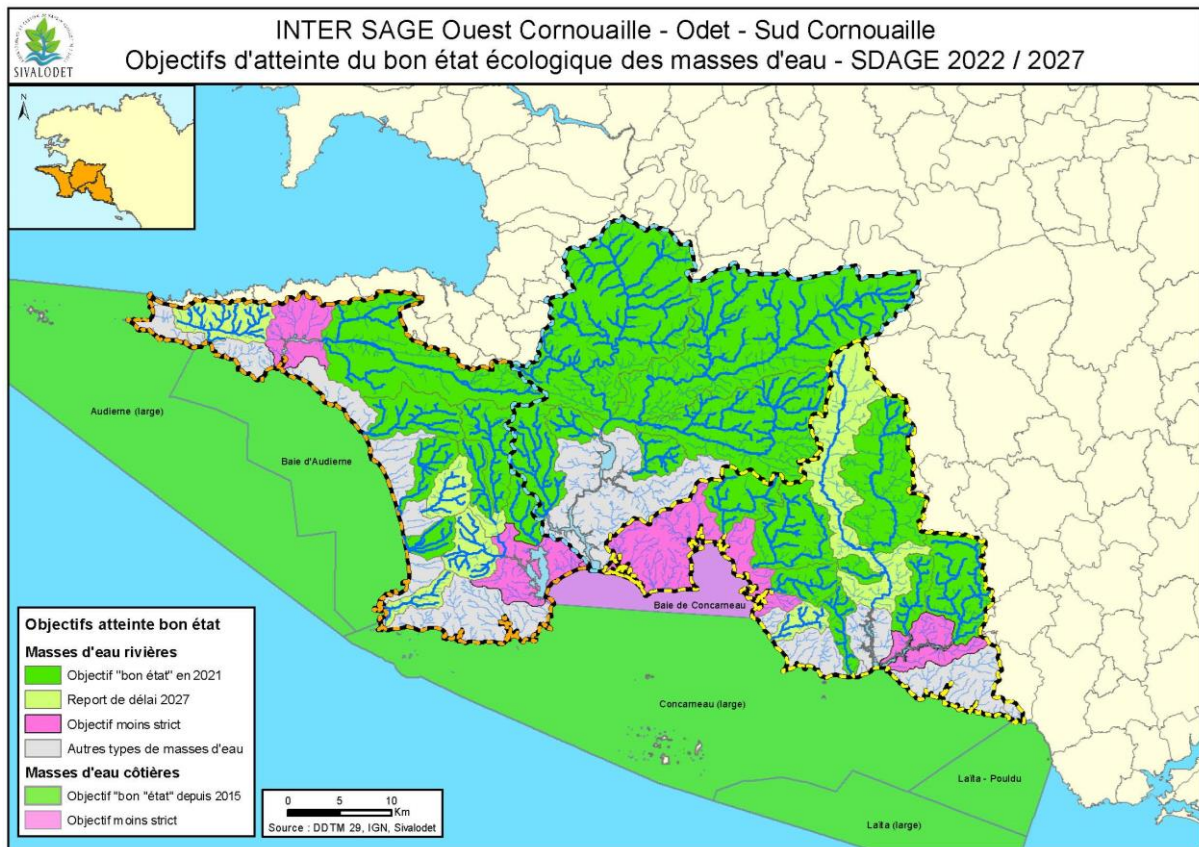 INTER SAGE Ouest Cornouaille - Odet - Sud Cornouaille
Objectifs d'atteinte du bon état écologique des masses d'eau - SDAGE 2022 / 2027
SIVALODET
N
Audierne (large)
Baie d'Audierne
Baie de Concarneau
Concarneau (large)
Laïta - Pouldu
Laïta (large)
Objectifs atteinte bon état
Masses d'eau rivières
Objectif "bon état" en 2021
Report de délai 2027
Objectif moins strict
Autres types de masses d'eau
Masses d'eau côtières
Objectif "bon "état" depuis 2015
Objectif moins strict
0 5 10
Km
Source : DDTM 29, IGN, Sivalodet